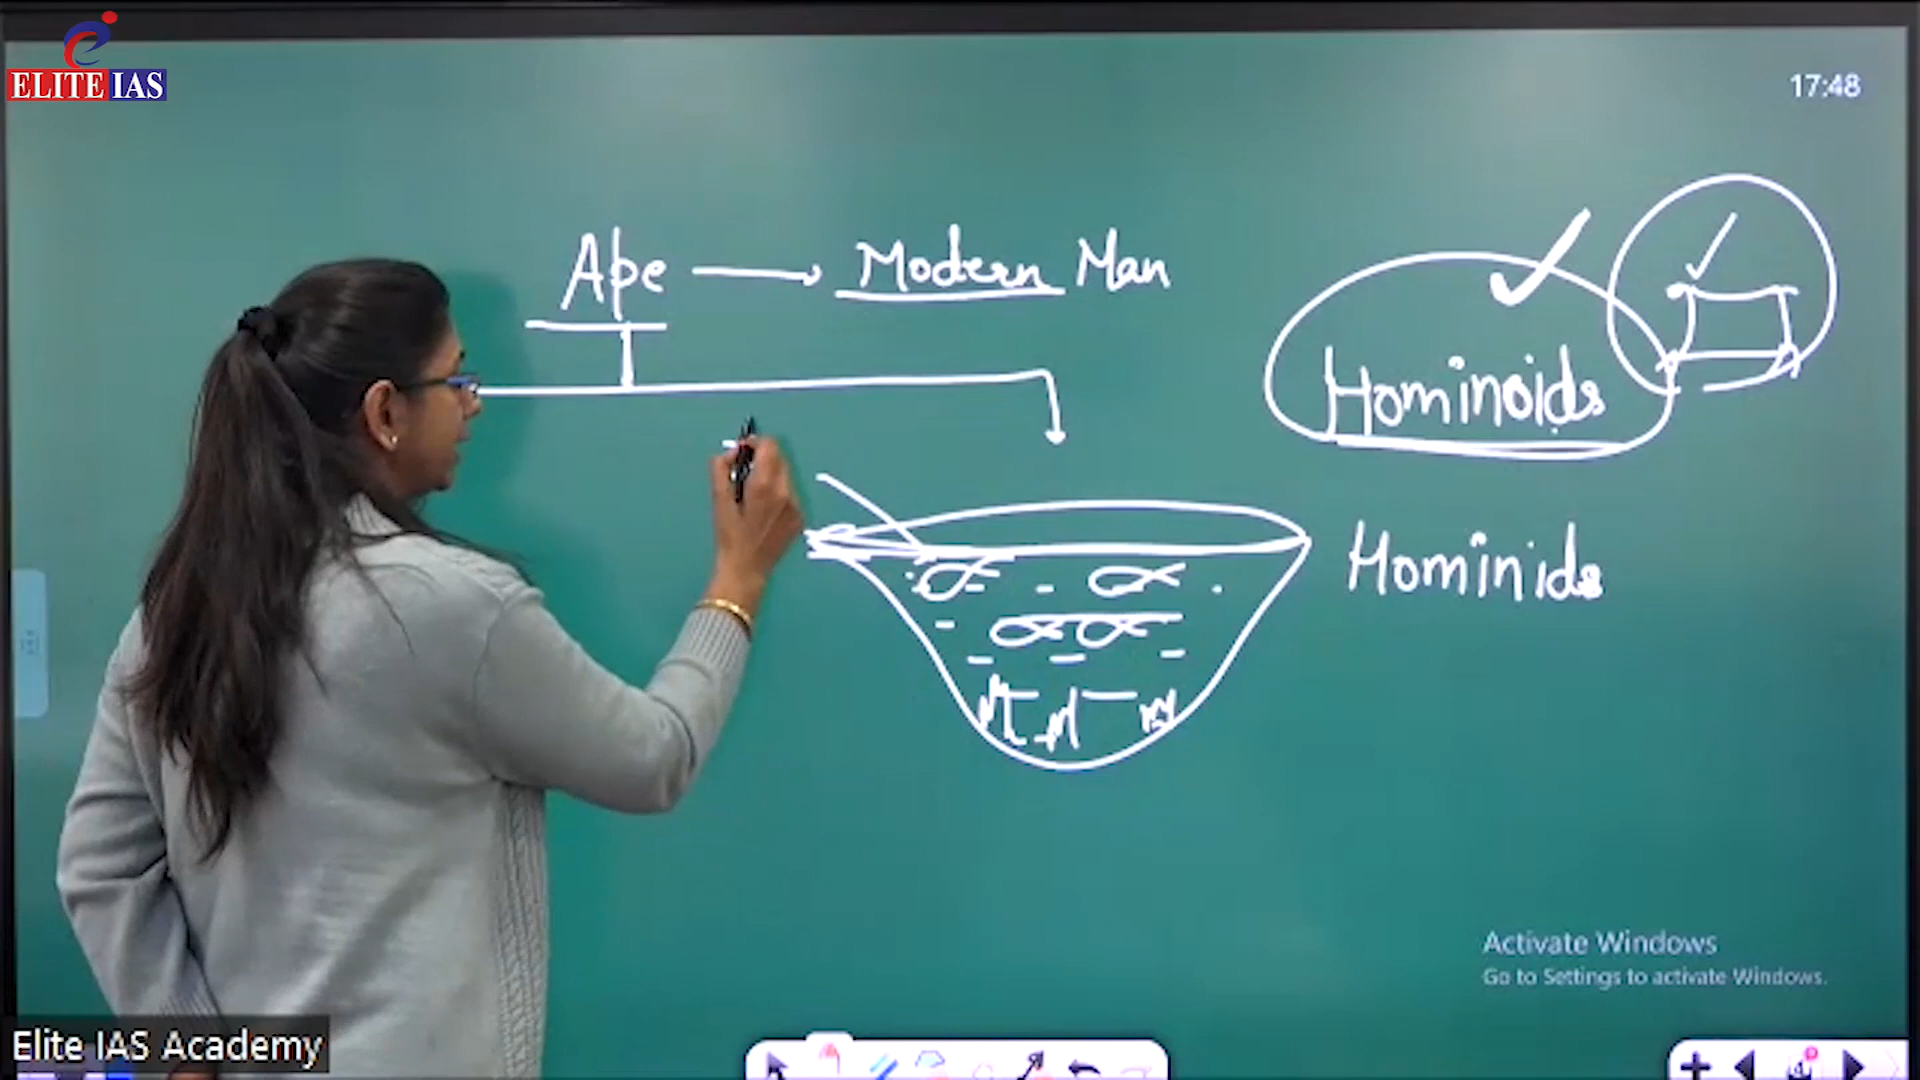 ELITE IAS
17:48
Ape → Modern Man
Hominoids
Hominids
Activate Windows
Go to Settings to activate Windows.
Elite IAS Academy